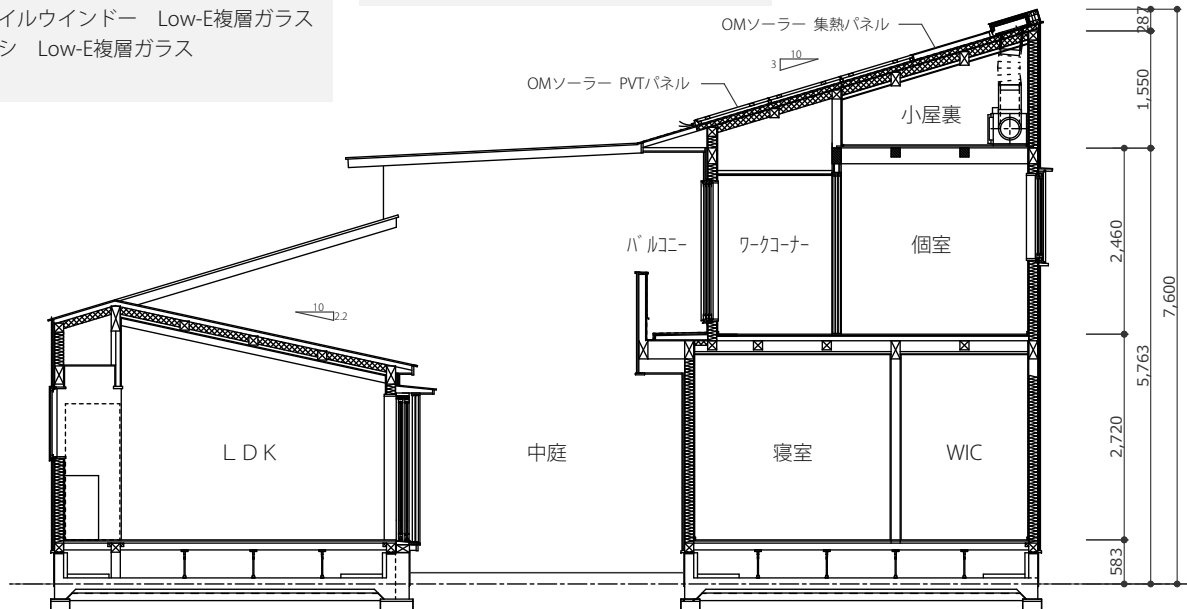 イルウインドー Low-E複層ガラス
シ Low-E複層ガラス
OMソーラー 集熱パネル
10
3
OMソーラー PVTパネル
小屋裏
バルコニー
ワークコーナー
個室
10
2.2
LDK
中庭
寝室
WIC
287
1,550
2,460
7,600
5,763
2,720
583